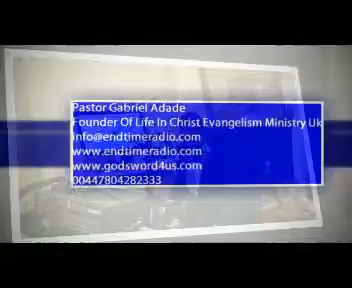 Pastor Gabriel Adade
Founder Of Life In Christ Evangelism Ministry Uk
info@endtimeradio.com
www.endtimeradio.com
www.godsword4us.com
00447804282333